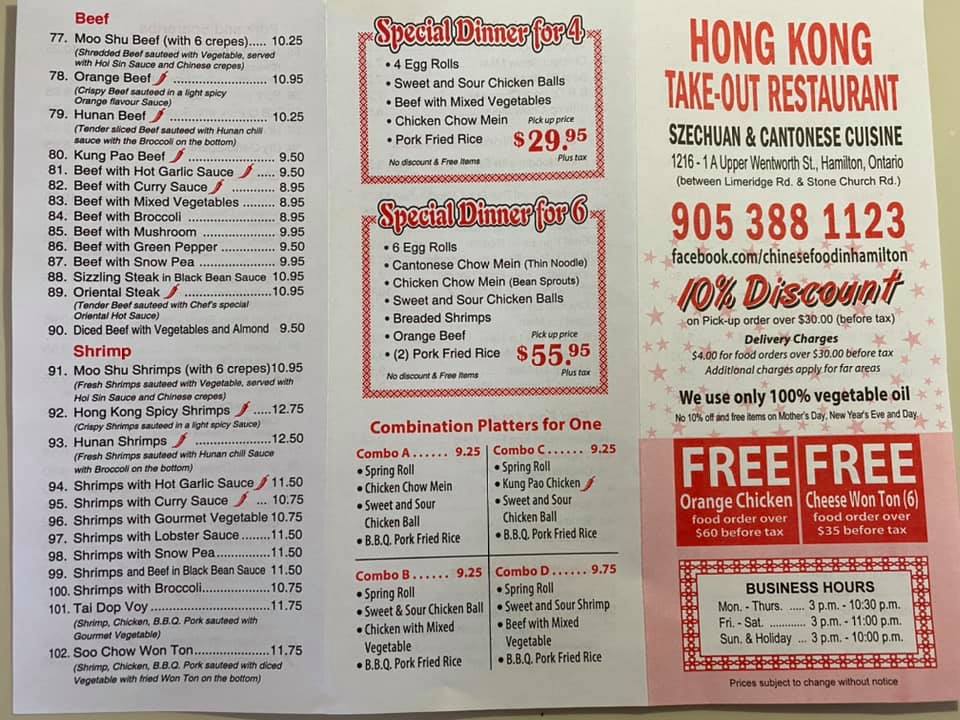 Beef
77. Moo Shu Beef (with 6 crepes)..... 10.25
(Shredded Beef sauteed with Vegetable, served
with Hoi Sin Sauce and Chinese crepes)
78. Orange Beef ........................... 10.95
(Crispy Beef sauteed in a light spicy
Orange flavour Sauce)
79. Hunan Beef ........................... 10.25
(Tender sliced Beef sauteed with Hunan chili
sauce with the Broccoli on the bottom)
80. Kung Pao Beef ...................... 9.50
81. Beef with Hot Garlic Sauce ..... 9.50
82. Beef with Curry Sauce ............ 8.95
83. Beef with Mixed Vegetables ......... 8.95
84. Beef with Broccoli ..................... 8.95
85. Beef with Mushroom .................. 9.95
86. Beef with Green Pepper ............... 9.50
87. Beef with Snow Pea .................... 9.95
88. Sizzling Steak in Black Bean Sauce 10.95
89. Oriental Steak ........................10.95
(Tender Beef sauteed with Chef's special
Oriental Hot Sauce)
90. Diced Beef with Vegetables and Almond 9.50
Shrimp
91. Moo Shu Shrimps (with 6 crepes)10.95
(Fresh Shrimps sauteed with Vegetable, served with
Hoi Sin Sauce and Chinese crepes)
92. Hong Kong Spicy Shrimps .....12.75
(Crispy Shrimps sauteed in a light spicy Sauce)
93. Hunan Shrimps ....................12.50
(Fresh Shrimps sauteed with Hunan chill Sauce
with Broccoli on the bottom)
94. Shrimps with Hot Garlic Sauce 11.50
95. Shrimps with Curry Sauce ... 10.75
96. Shrimps with Gourmet Vegetable 10.75
97. Shrimps with Lobster Sauce.......11.50
98. Shrimps with Snow Pea.............11.50
99. Shrimps and Beef in Black Bean Sauce 11.50
100. Shrimps with Broccoli................10.75
101. Tai Dop Voy...........................11.75
(Shrimp, Chicken, B.B.Q. Pork sauteed with
Gourmet Vegetable)
102. Soo Chow Won Ton..................11.75
(Shrimp, Chicken, B.B.Q. Pork sauteed with diced
Vegetable with fried Won Ton on the bottom)
Special Dinner for 4
• 4 Egg Rolls
• Sweet and Sour Chicken Balls
• Beef with Mixed Vegetables
• Chicken Chow Mein Pick up price
• Pork Fried Rice $29.95
No discount & Free Items Plus tax
Special Dinner for 6
• 6 Egg Rolls
• Cantonese Chow Mein (Thin Noodle)
• Chicken Chow Mein (Bean Sprouts)
• Sweet and Sour Chicken Balls
• Breaded Shrimps
• Orange Beef Pick up price
• (2) Pork Fried Rice $55.95
No discount & Free Items Plus tax
Combination Platters for One
Combo A...... 9.25
• Spring Roll
• Chicken Chow Mein
• Sweet and Sour
Chicken Ball
• B.B.Q. Pork Fried Rice
Combo C...... 9.25
• Spring Roll
• Kung Pao Chicken
• Sweet and Sour
Chicken Ball
• B.B.Q. Pork Fried Rice
Combo B...... 9.25
• Spring Roll
• Sweet & Sour Chicken Ball
• Chicken with Mixed
Vegetable
• B.B.Q. Pork Fried Rice
Combo D...... 9.75
• Spring Roll
• Sweet and Sour Shrimp
• Beef with Mixed
Vegetable
• B.B.Q. Pork Fried Rice
HONG KONG
TAKE-OUT RESTAURANT
SZECHUAN & CANTONESE CUISINE
1216 - 1 A Upper Wentworth St., Hamilton, Ontario
(between Limeridge Rd. & Stone Church Rd.)
905 388 1123
facebook.com/chinesefoodinhamilton
10% Discount
on Pick-up order over $30.00 (before tax)
Delivery Charges
$4.00 for food orders over $30.00 before tax
Additional charges apply for far areas
We use only 100% vegetable oil
No 10% off and free items on Mother's Day, New Year's Eve and Day.
FREE
Orange Chicken
food order over
$60 before tax
FREE
Cheese Won Ton (6)
food order over
$35 before tax
BUSINESS HOURS
Mon. - Thurs. ..... 3 p.m. - 10:30 p.m.
Fri. - Sat. ............ 3 p.m. - 11:00 p.m.
Sun. & Holiday ... 3 p.m. - 10:00 p.m.
Prices subject to change without notice